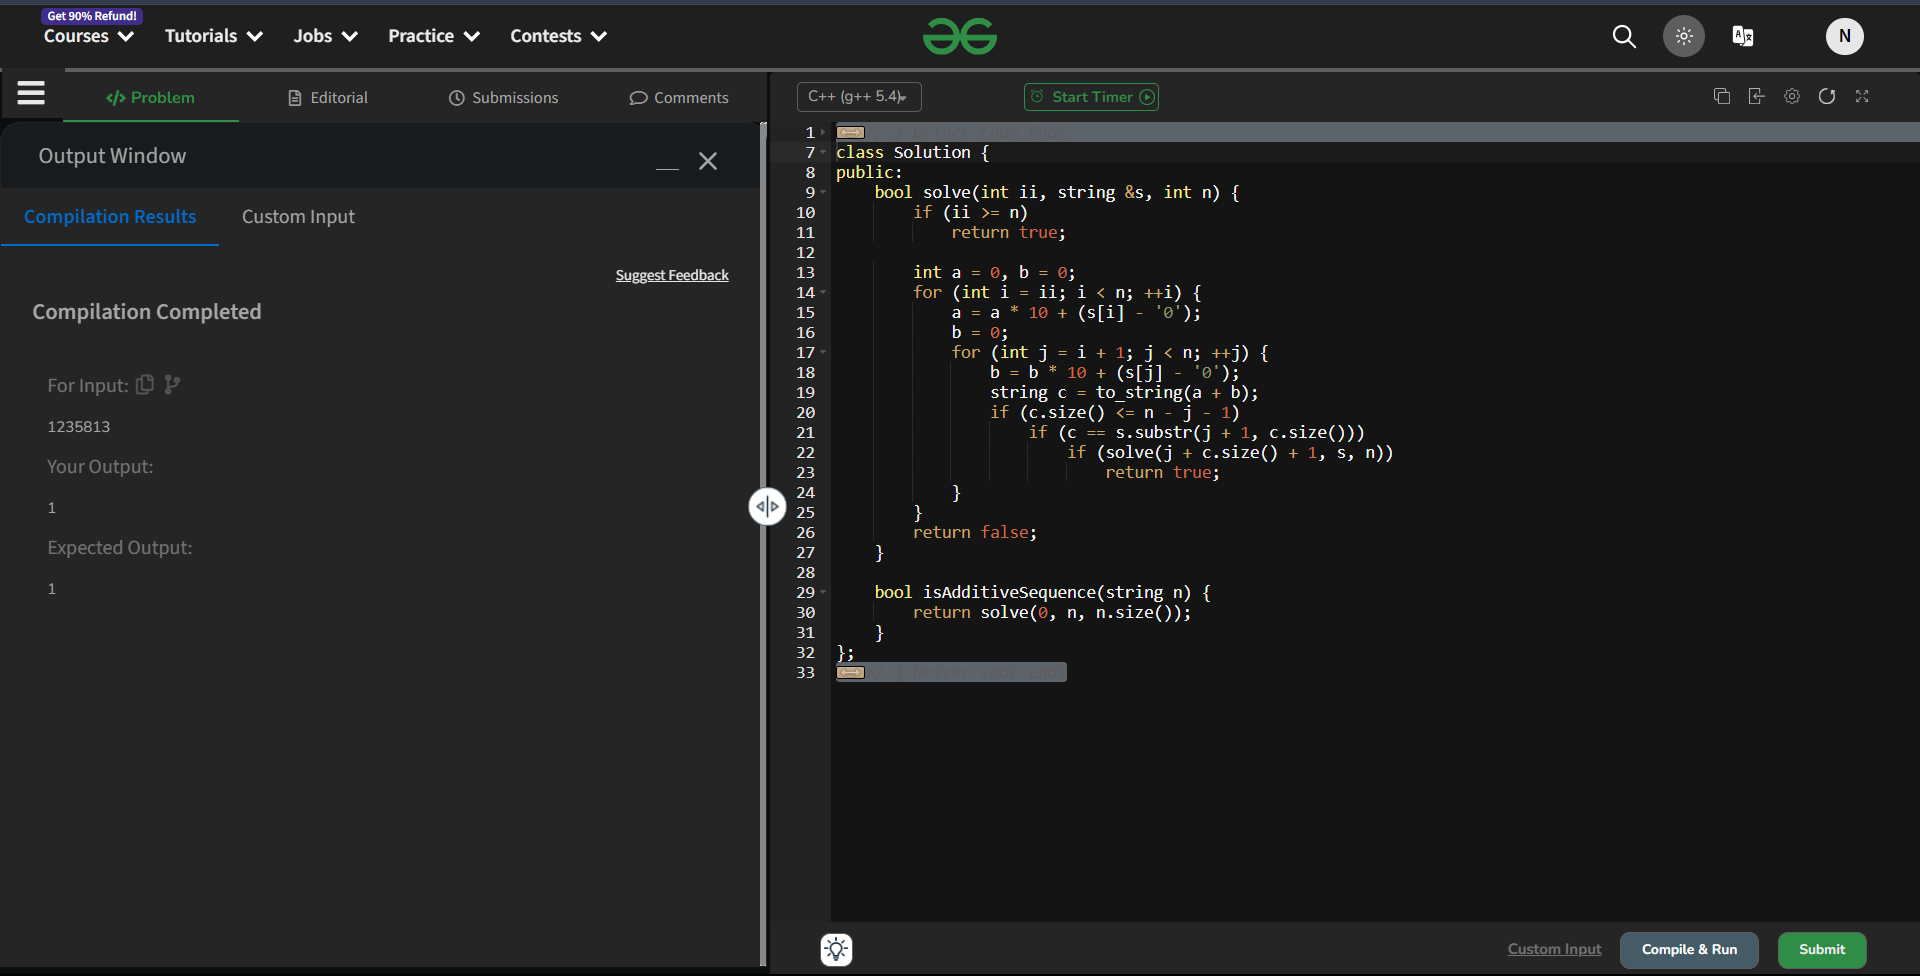 Get 90% Refund!
Courses Tutorials Jobs Practice Contests
N
</> Problem Editorial Submissions Comments
Output Window
Compilation Results Custom Input
Suggest Feedback
Compilation Completed
For Input:
1235813
Your Output:
1
Expected Output:
1
C++ (g++ 5.4)
Start Timer
1 // } Driver Code Ends
7 class Solution {
8 public:
9     bool solve(int ii, string &s, int n) {
10         if (ii >= n)
11             return true;
12
13         int a = 0, b = 0;
14         for (int i = ii; i < n; ++i) {
15             a = a * 10 + (s[i] - '0');
16             b = 0;
17             for (int j = i + 1; j < n; ++j) {
18                 b = b * 10 + (s[j] - '0');
19                 string c = to_string(a + b);
20                 if (c.size() <= n - j - 1)
21                     if (c == s.substr(j + 1, c.size()))
22                         if (solve(j + c.size() + 1, s, n))
23                             return true;
24             }
25         }
26         return false;
27     }
28
29     bool isAdditiveSequence(string n) {
30         return solve(0, n, n.size());
31     }
32 };
33 // } Driver Code Ends
Custom Input Compile & Run Submit